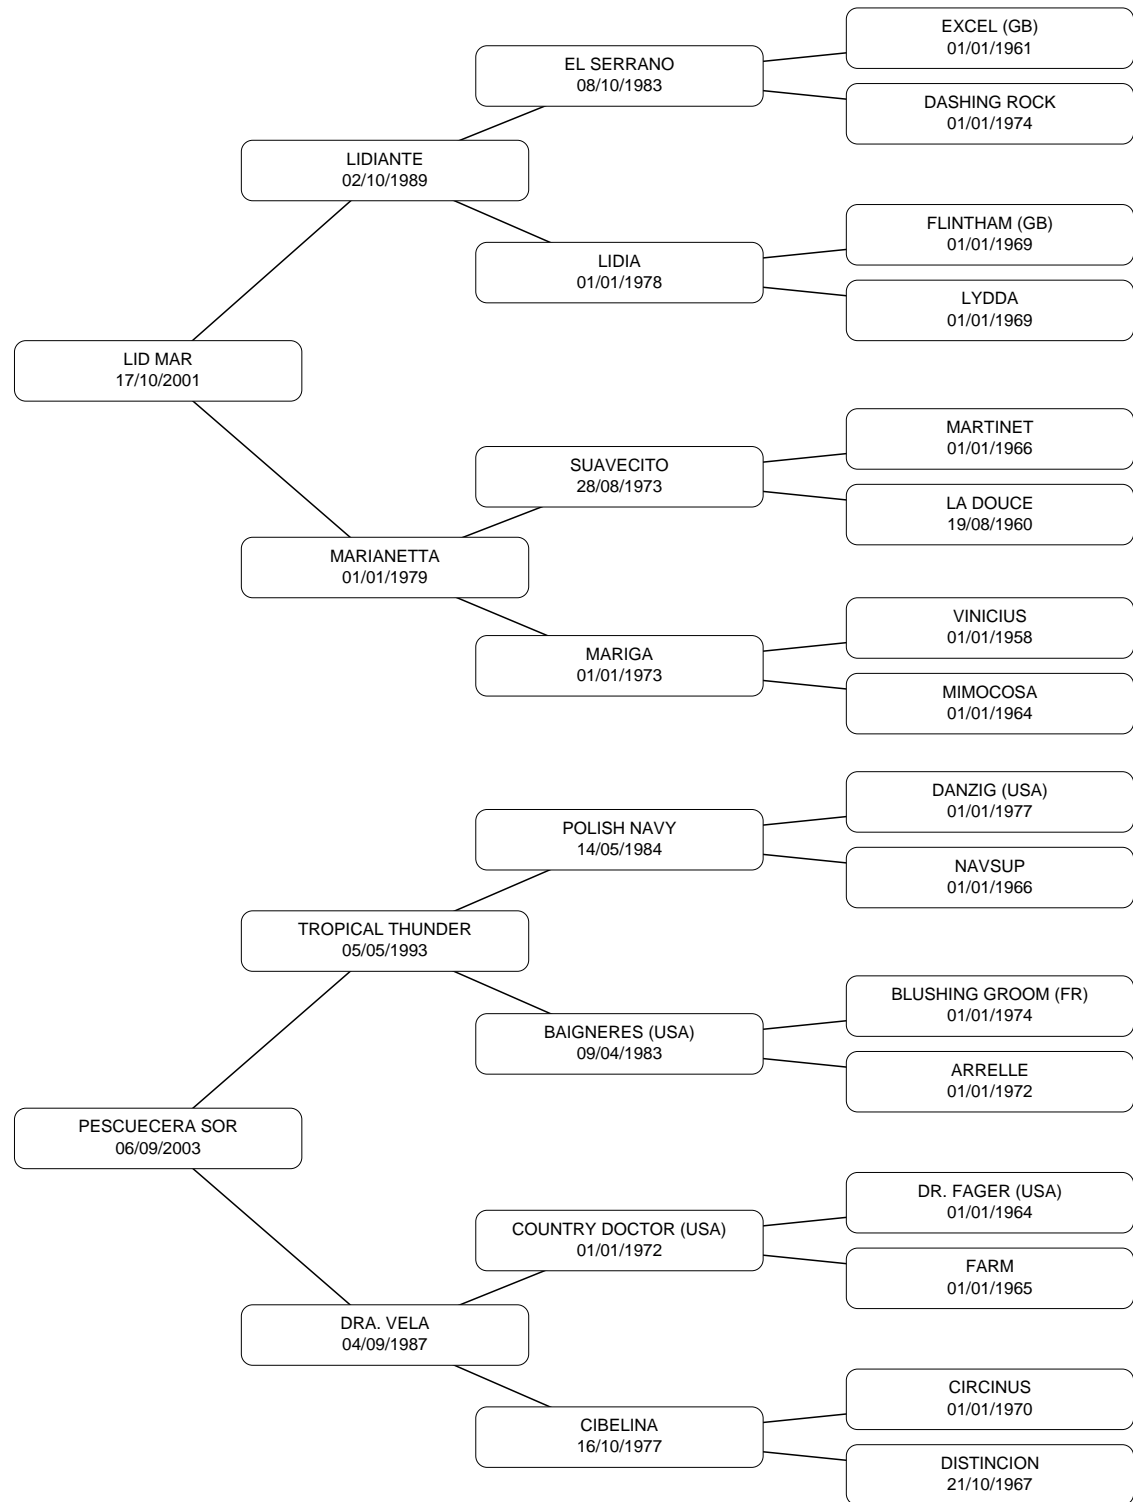 EXCEL (GB)
01/01/1961
EL SERRANO
08/10/1983
DASHING ROCK
01/01/1974
LIDIANTE
02/10/1989
FLINTHAM (GB)
01/01/1969
LIDIA
01/01/1978
LYDDA
01/01/1969
LID MAR
17/10/2001
MARTINET
01/01/1966
SUAVECITO
28/08/1973
LA DOUCE
19/08/1960
MARIANETTA
01/01/1979
VINICIUS
01/01/1958
MARIGA
01/01/1973
MIMOCOSA
01/01/1964
DANZIG (USA)
01/01/1977
POLISH NAVY
14/05/1984
NAVSUP
01/01/1966
TROPICAL THUNDER
05/05/1993
BLUSHING GROOM (FR)
01/01/1974
BAIGNERES (USA)
09/04/1983
ARRELLE
01/01/1972
PESCUECERA SOR
06/09/2003
DR. FAGER (USA)
01/01/1964
COUNTRY DOCTOR (USA)
01/01/1972
FARM
01/01/1965
DRA. VELA
04/09/1987
CIRCINUS
01/01/1970
CIBELINA
16/10/1977
DISTINCION
21/10/1967